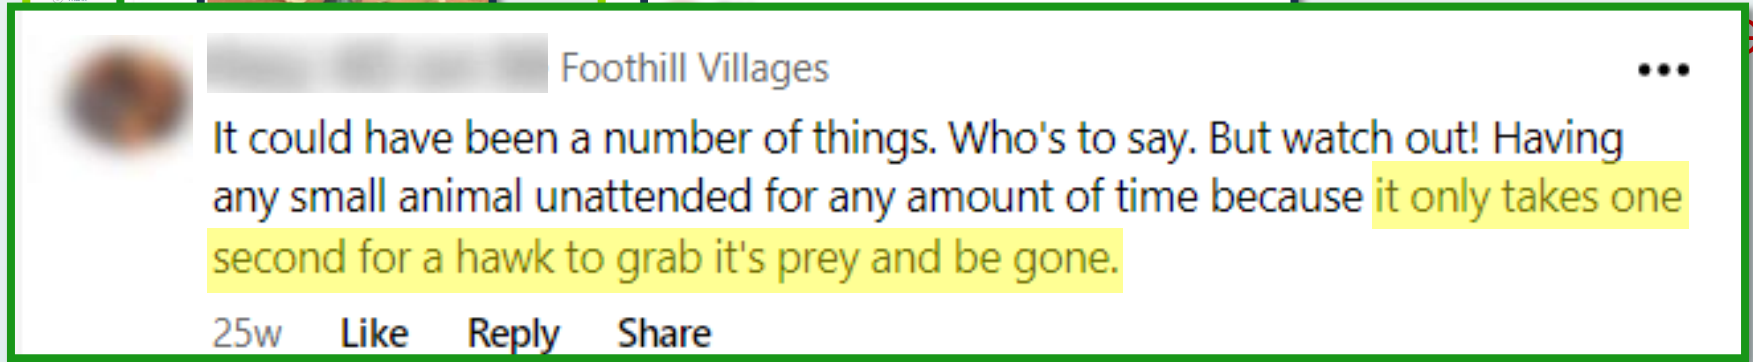 Foothill Villages
It could have been a number of things. Who's to say. But watch out! Having
any small animal unattended for any amount of time because it only takes one
second for a hawk to grab it's prey and be gone.
25w Like Reply Share